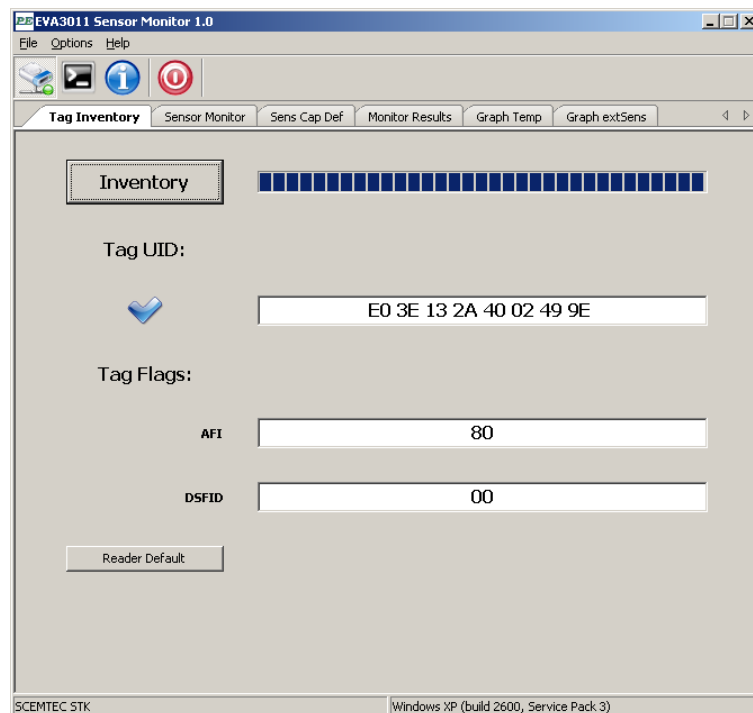 PE EVA3011 Sensor Monitor 1.0
File Options Help
Tag Inventory Sensor Monitor Sens Cap Def Monitor Results Graph Temp Graph extSens
Inventory
Tag UID:
E0 3E 13 2A 40 02 49 9E
Tag Flags:
AFI 80
DSFID 00
Reader Default
SCEMTEC STK Windows XP (build 2600, Service Pack 3)